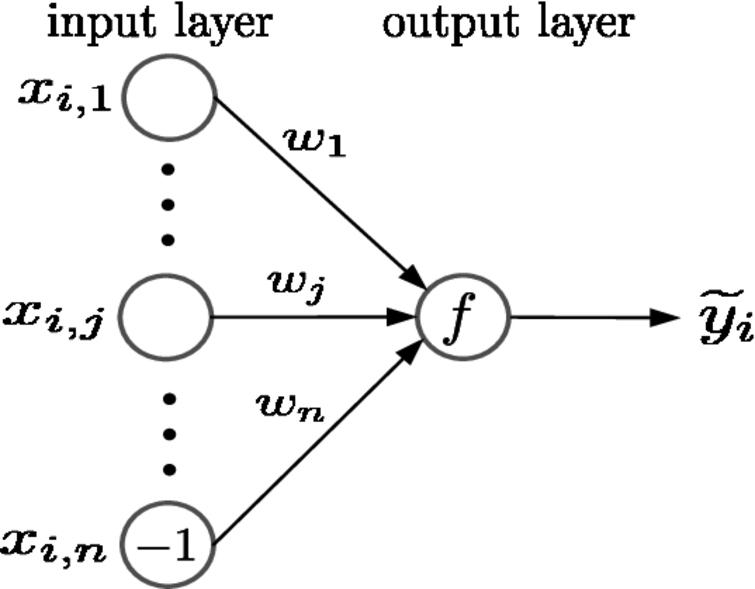 input layer output layer
x_{i,1}
w_1
w_j
x_{i,j} f ỹ_i
w_n
x_{i,n} −1